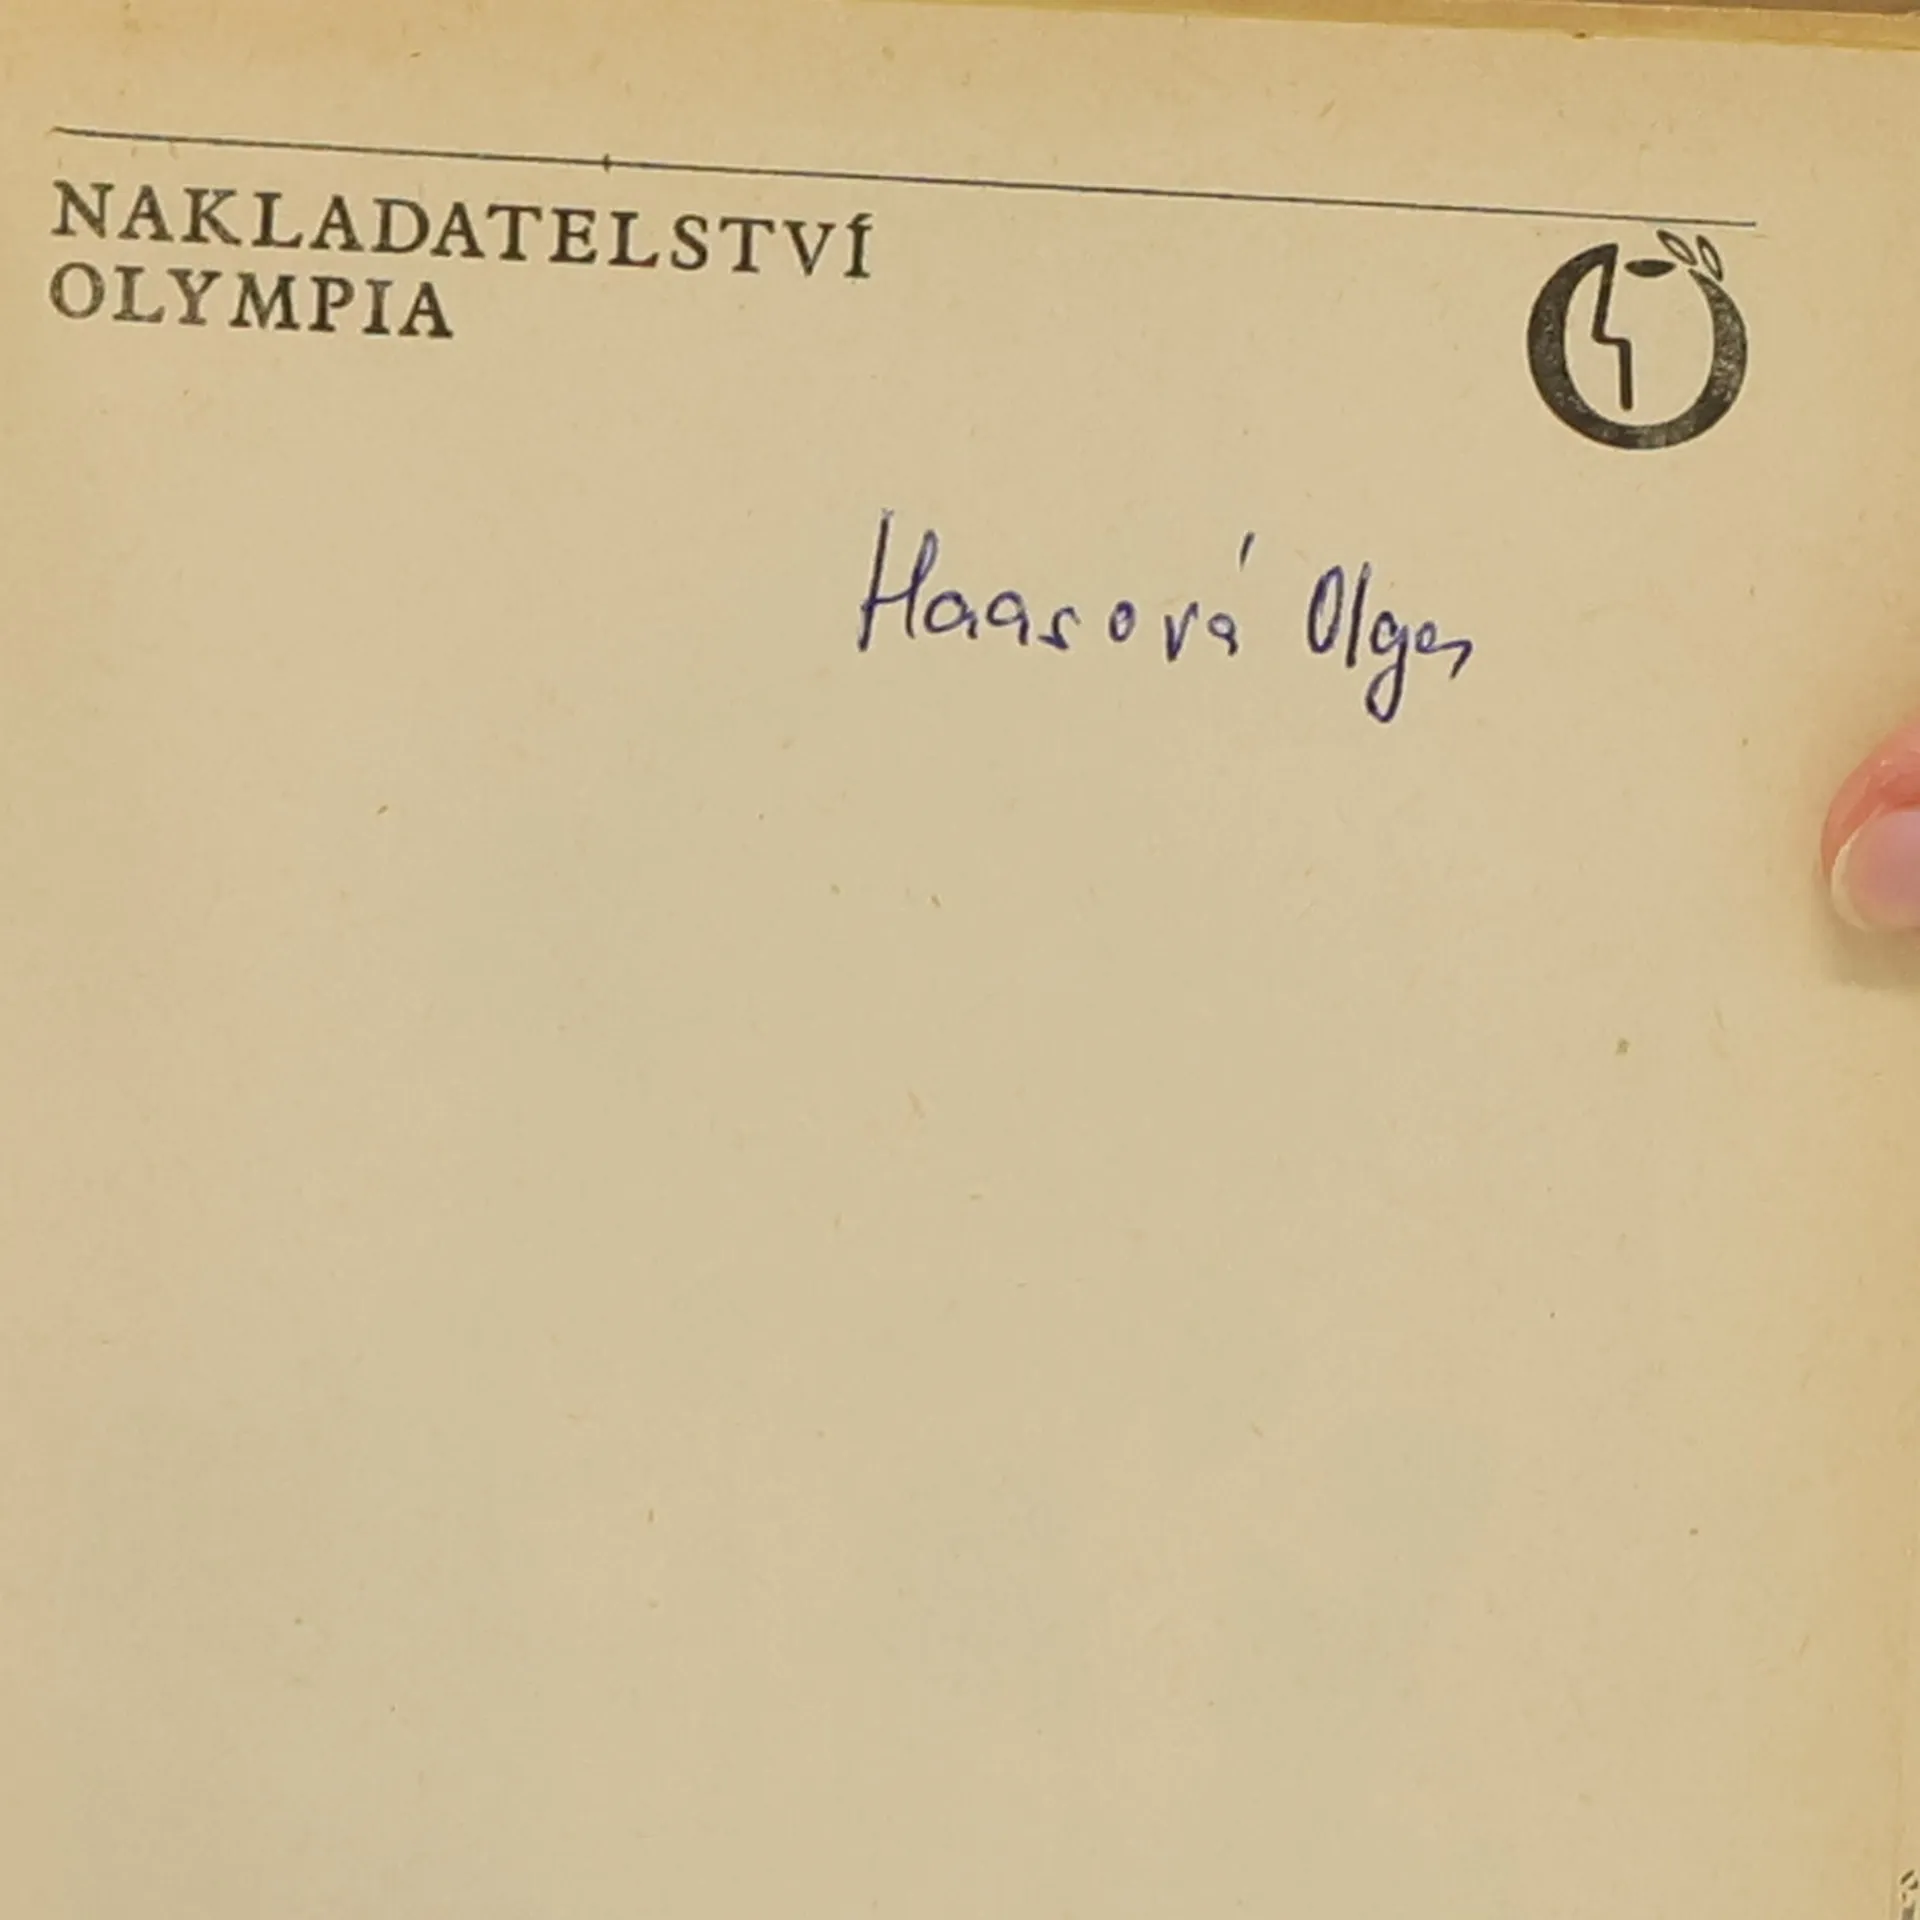 NAKLADATELSTVÍ
OLYMPIA
Haasová Olga